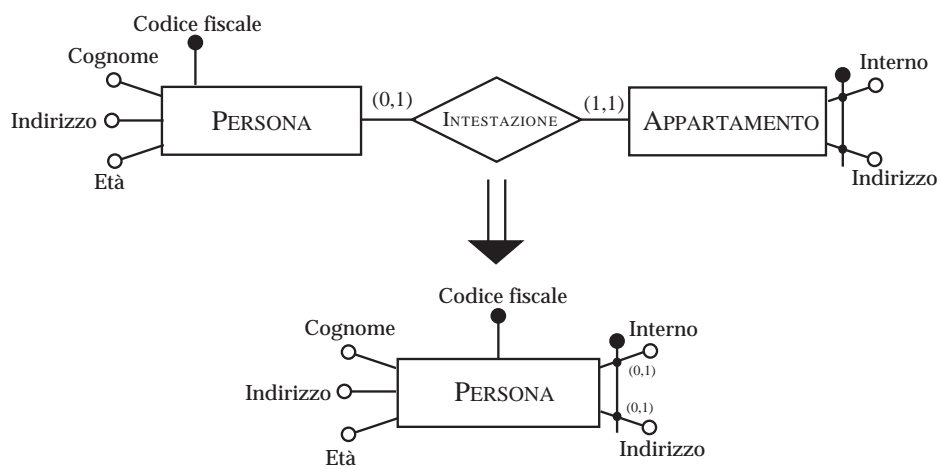 Codice fiscale
Cognome
Interno
(0,1)
(1,1)
Indirizzo
PERSONA
INTESTAZIONE
APPARTAMENTO
Età
Indirizzo
Codice fiscale
Cognome
Interno
(0,1)
Indirizzo
PERSONA
(0,1)
Età
Indirizzo